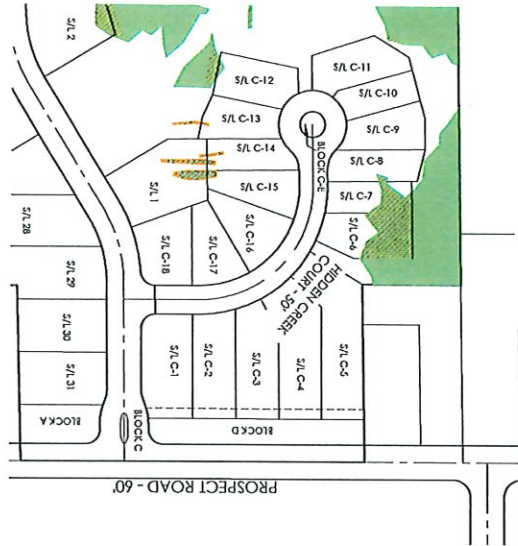 S/L 2
S/L C-12
S/L C-11
S/L C-10
S/L C-13
S/L C-9
S/L C-14
BLOCK C-E
S/L C-8
S/L C-15
S/L C-7
S/L 1
S/L C-6
S/L C-16
S/L 28
S/L C-18
S/L C-17
HIDDEN CREEK
COURT - 50'
S/L 29
S/L 30
S/L C-1
S/L C-2
S/L C-3
S/L C-4
S/L C-5
S/L 31
BLOCK A
BLOCK C
BLOCK D
PROSPECT ROAD - 60'